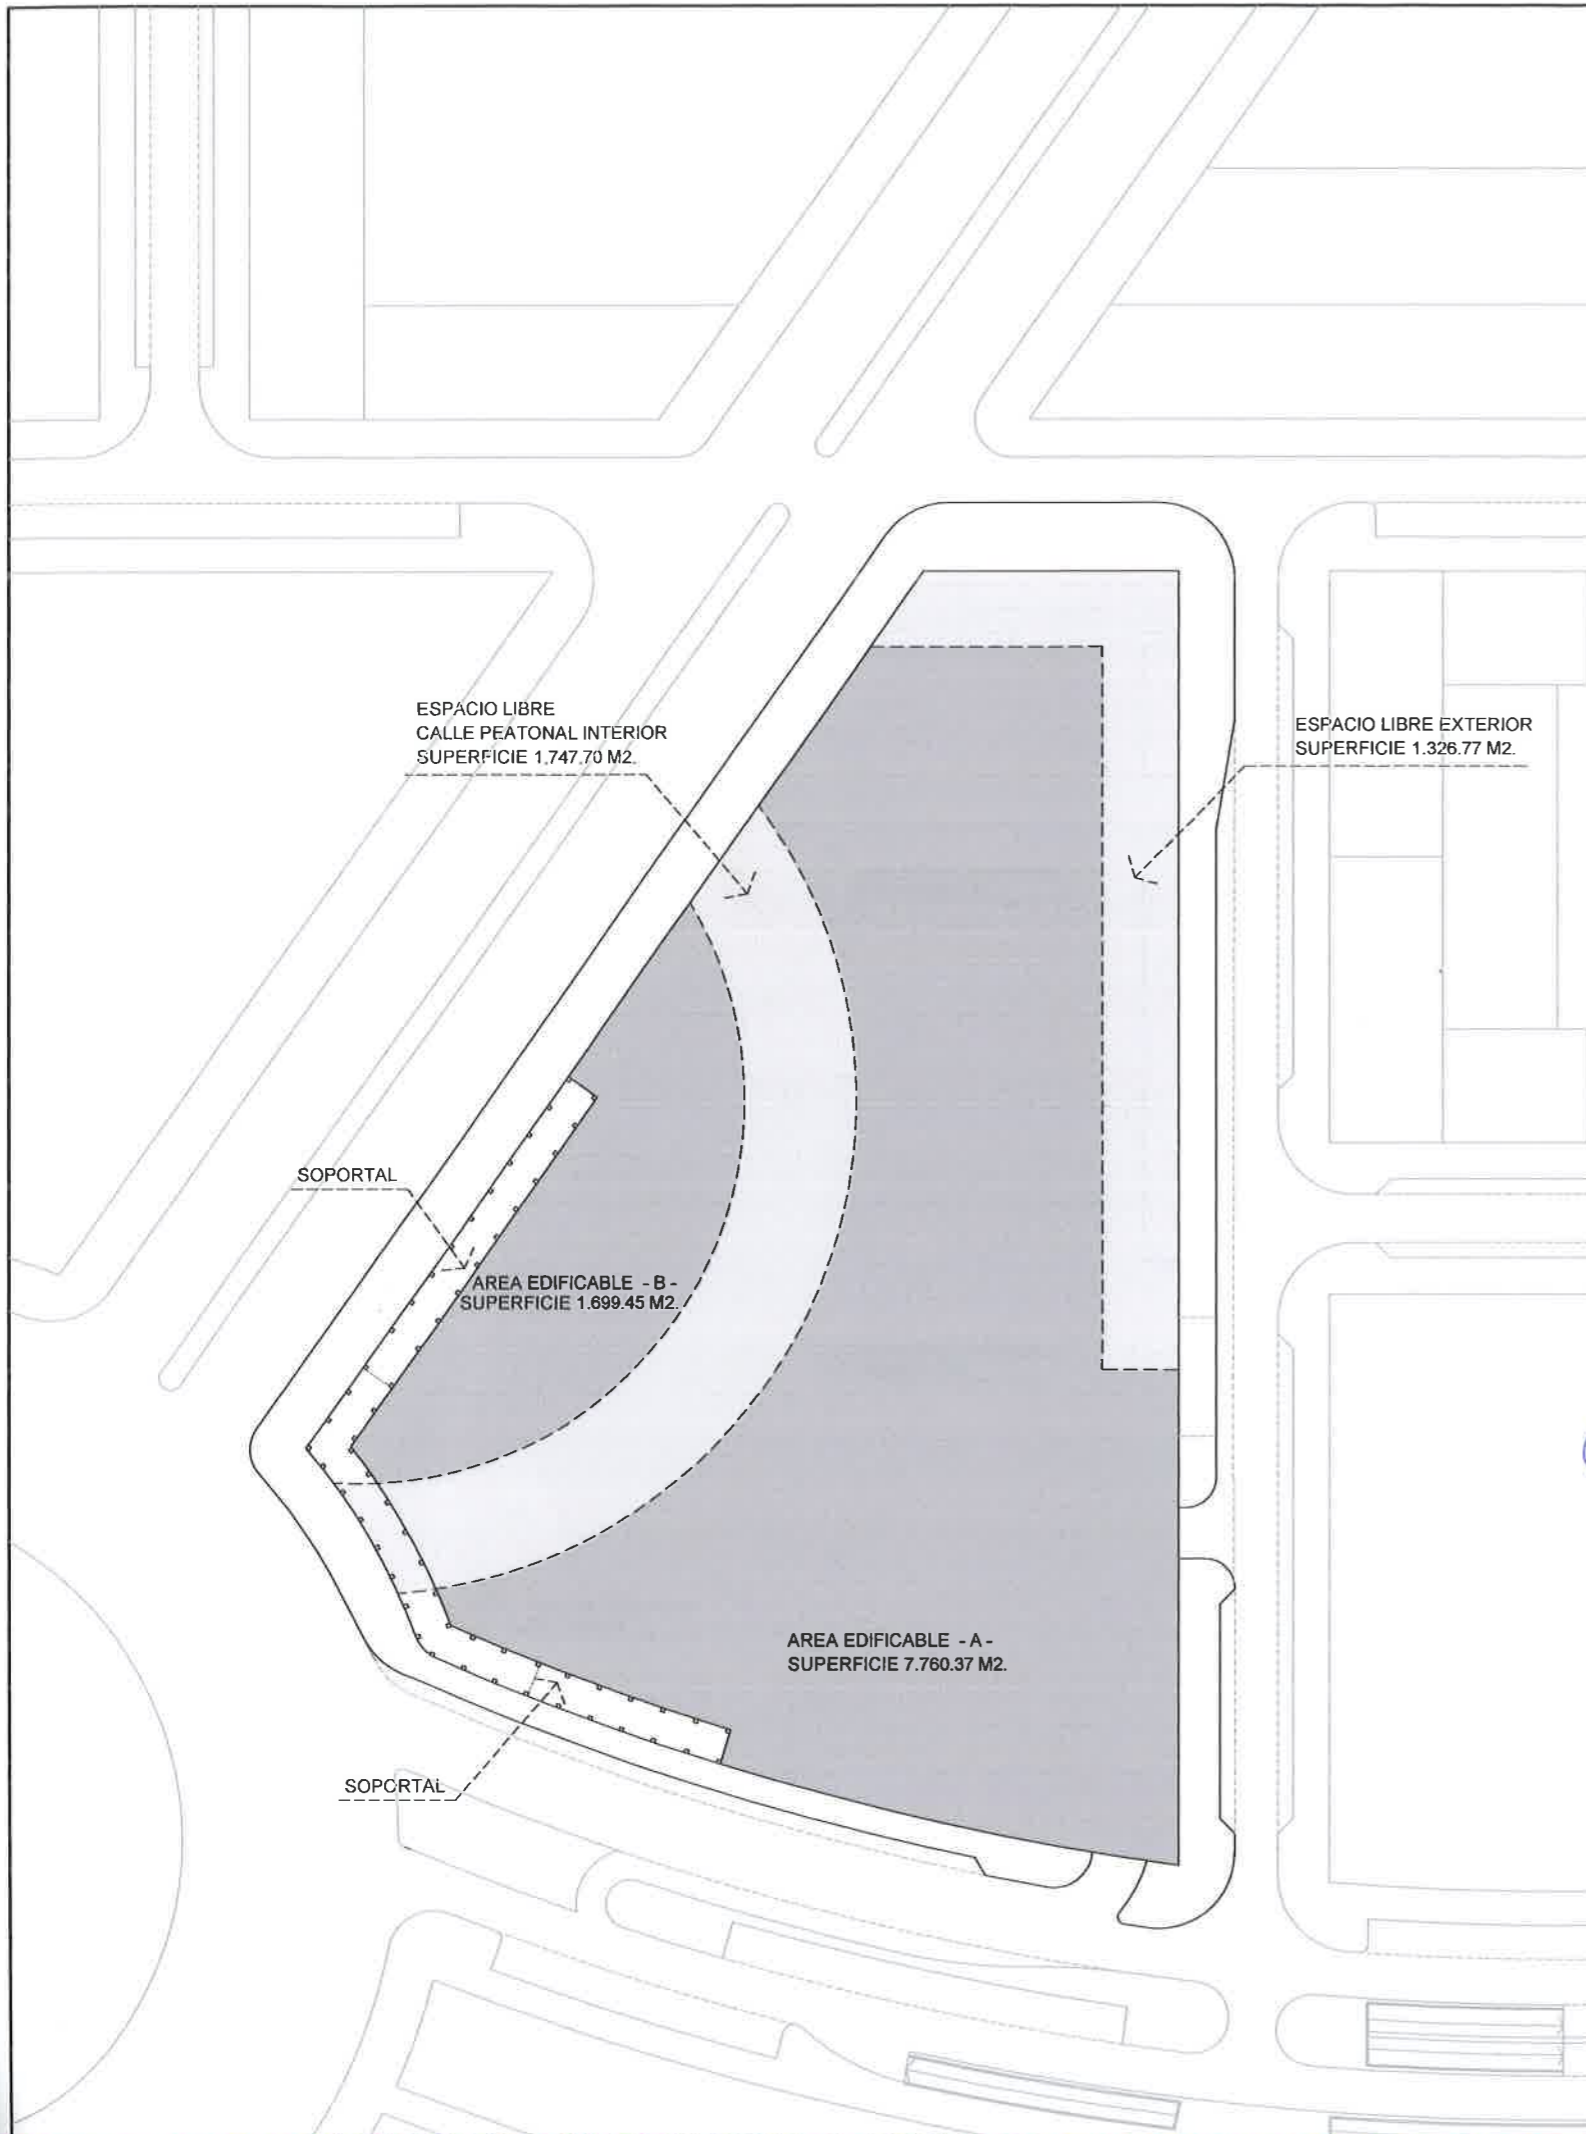 ESPACIO LIBRE
CALLE PEATONAL INTERIOR
SUPERFICIE 1.747.70 M2.
ESPACIO LIBRE EXTERIOR
SUPERFICIE 1.326.77 M2.
SOPORTAL
AREA EDIFICABLE - B -
SUPERFICIE 1.699.45 M2.
AREA EDIFICABLE - A -
SUPERFICIE 7.760.37 M2.
SOPORTAL